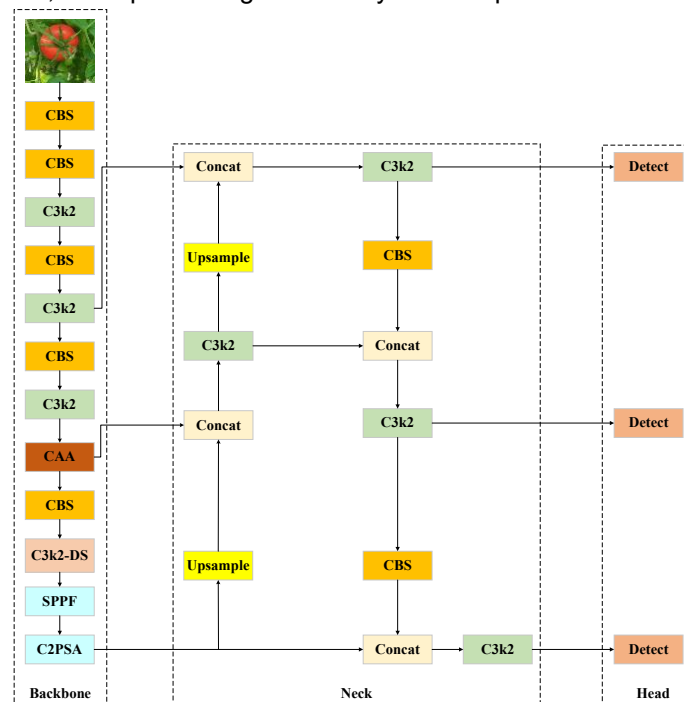 CBS
CBS
C3k2
CBS
C3k2
CBS
C3k2
CAA
CBS
C3k2-DS
SPPF
C2PSA
Backbone
Concat
Upsample
C3k2
Concat
Upsample
C3k2
CBS
Concat
C3k2
CBS
Concat
C3k2
Neck
Detect
Detect
Detect
Head